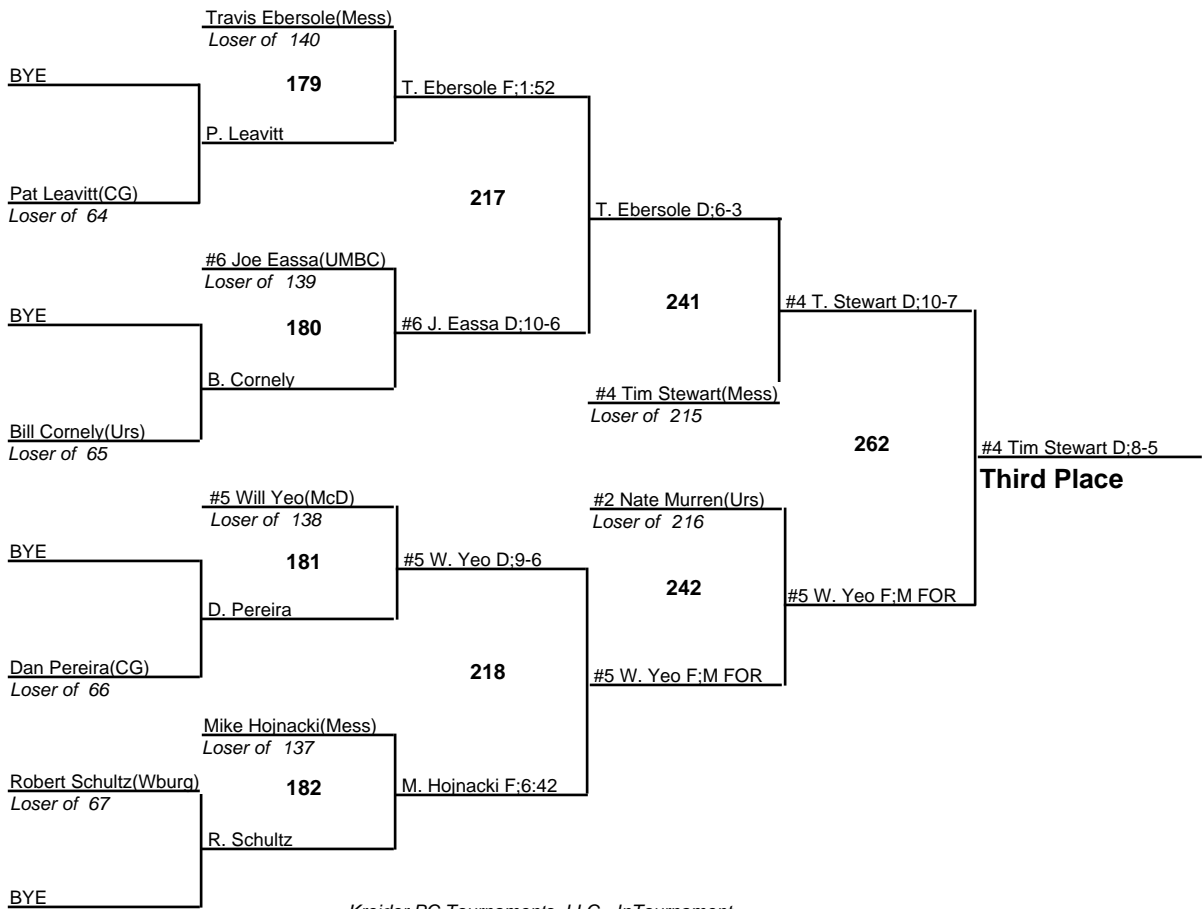 Travis Ebersole(Mess)
Loser of 140
BYE
179
T. Ebersole F;1:52
P. Leavitt
Pat Leavitt(CG)
Loser of 64
217
T. Ebersole D;6-3
#6 Joe Eassa(UMBC)
Loser of 139
BYE
180
#6 J. Eassa D;10-6
241
#4 T. Stewart D;10-7
B. Cornely
#4 Tim Stewart(Mess)
Loser of 215
Bill Cornely(Urs)
Loser of 65
262
#4 Tim Stewart D;8-5
Third Place
#5 Will Yeo(McD)
Loser of 138
#2 Nate Murren(Urs)
Loser of 216
BYE
181
#5 W. Yeo D;9-6
242
#5 W. Yeo F;M FOR
D. Pereira
Dan Pereira(CG)
Loser of 66
218
#5 W. Yeo F;M FOR
Mike Hojnacki(Mess)
Loser of 137
Robert Schultz(Wburg)
Loser of 67
182
M. Hojnacki F;6:42
R. Schultz
BYE